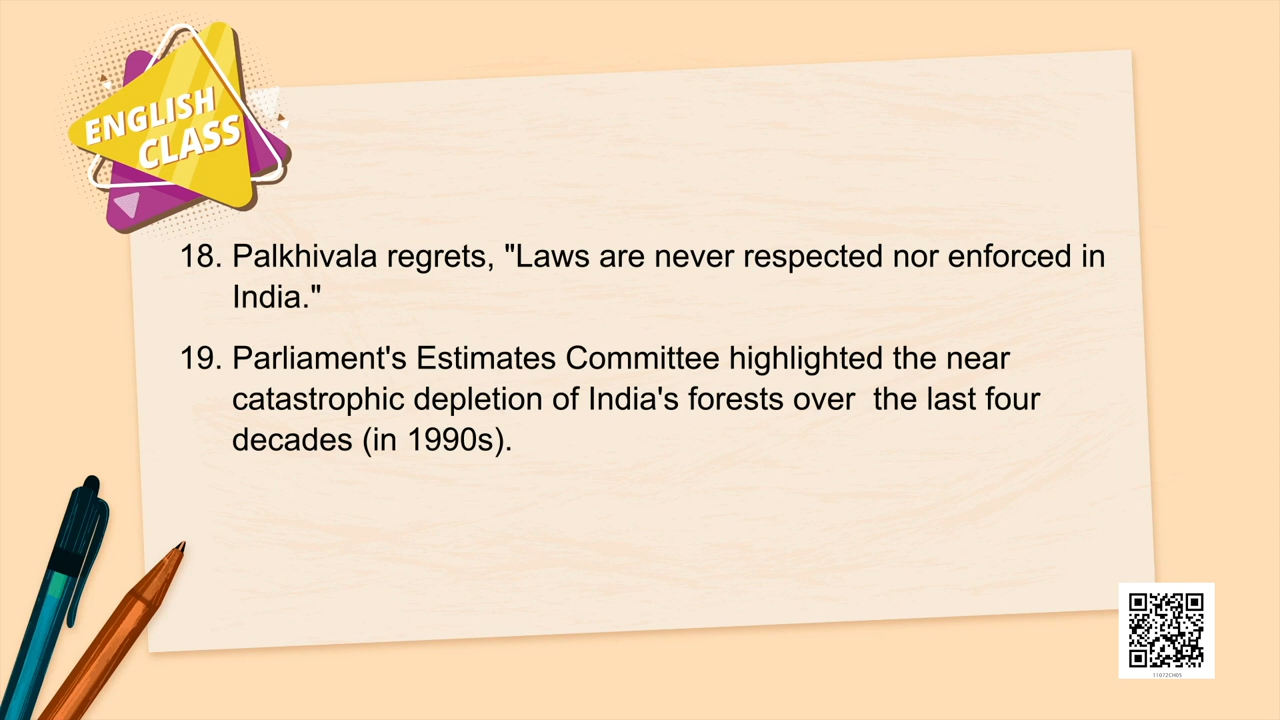 ENGLISH
CLASS
18. Palkhivala regrets, "Laws are never respected nor enforced in
India."
19. Parliament's Estimates Committee highlighted the near
catastrophic depletion of India's forests over  the last four
decades (in 1990s).
11072CH05